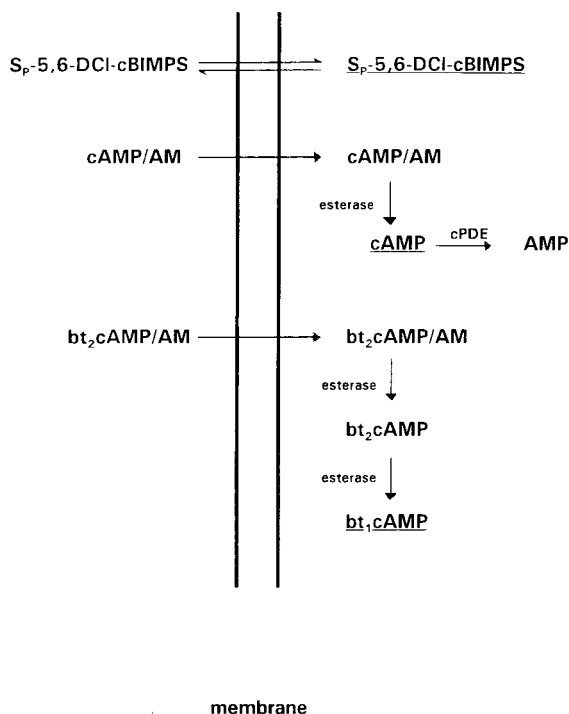 Sₚ-5,6-DCl-cBIMPS Sₚ-5,6-DCl-cBIMPS
cAMP/AM cAMP/AM
esterase
cAMP cPDE AMP
bt₂cAMP/AM bt₂cAMP/AM
esterase
bt₂cAMP
esterase
bt₁cAMP
membrane